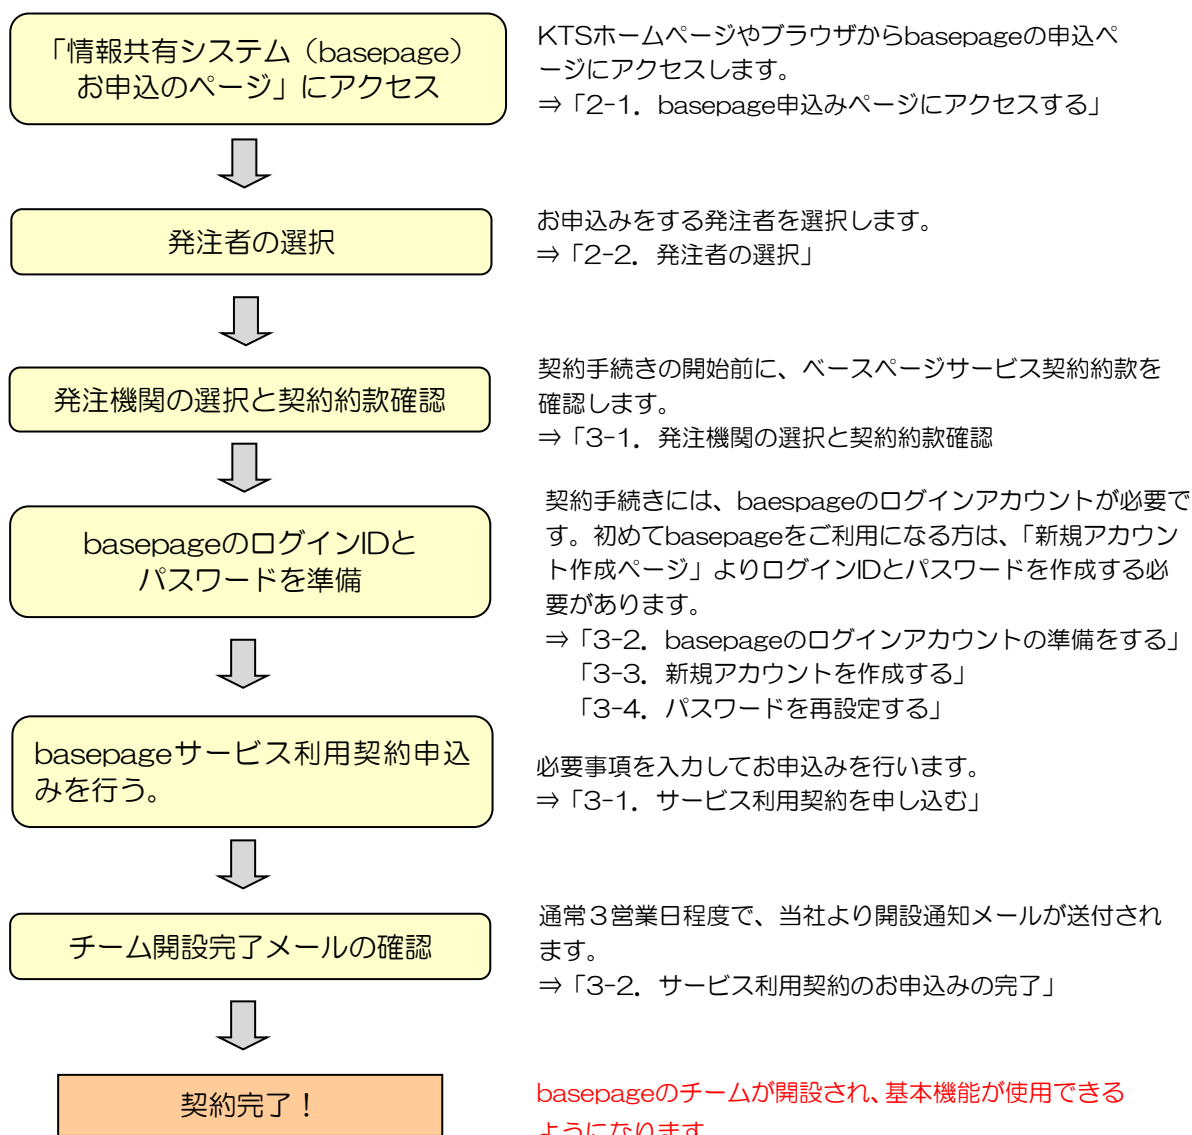 「情報共有システム（basepage）
お申込のページ」にアクセス
KTSホームページやブラウザからbasepageの申込ペ
ージにアクセスします。
⇒「2-1．basepage申込みページにアクセスする」
発注者の選択
お申込みをする発注者を選択します。
⇒「2-2．発注者の選択」
発注機関の選択と契約約款確認
契約手続きの開始前に、ベースページサービス契約約款を
確認します。
⇒「3-1．発注機関の選択と契約約款確認
basepageのログインIDと
パスワードを準備
契約手続きには、baespageのログインアカウントが必要で
す。初めてbasepageをご利用になる方は、「新規アカウン
ト作成ページ」よりログインIDとパスワードを作成する必
要があります。
⇒「3-2．basepageのログインアカウントの準備をする」
「3-3．新規アカウントを作成する」
「3-4．パスワードを再設定する」
basepageサービス利用契約申込
みを行う。
必要事項を入力してお申込みを行います。
⇒「3-1．サービス利用契約を申し込む」
チーム開設完了メールの確認
通常３営業日程度で、当社より開設通知メールが送付され
ます。
⇒「3-2．サービス利用契約のお申込みの完了」
契約完了！
basepageのチームが開設され、基本機能が使用できる
ようになります